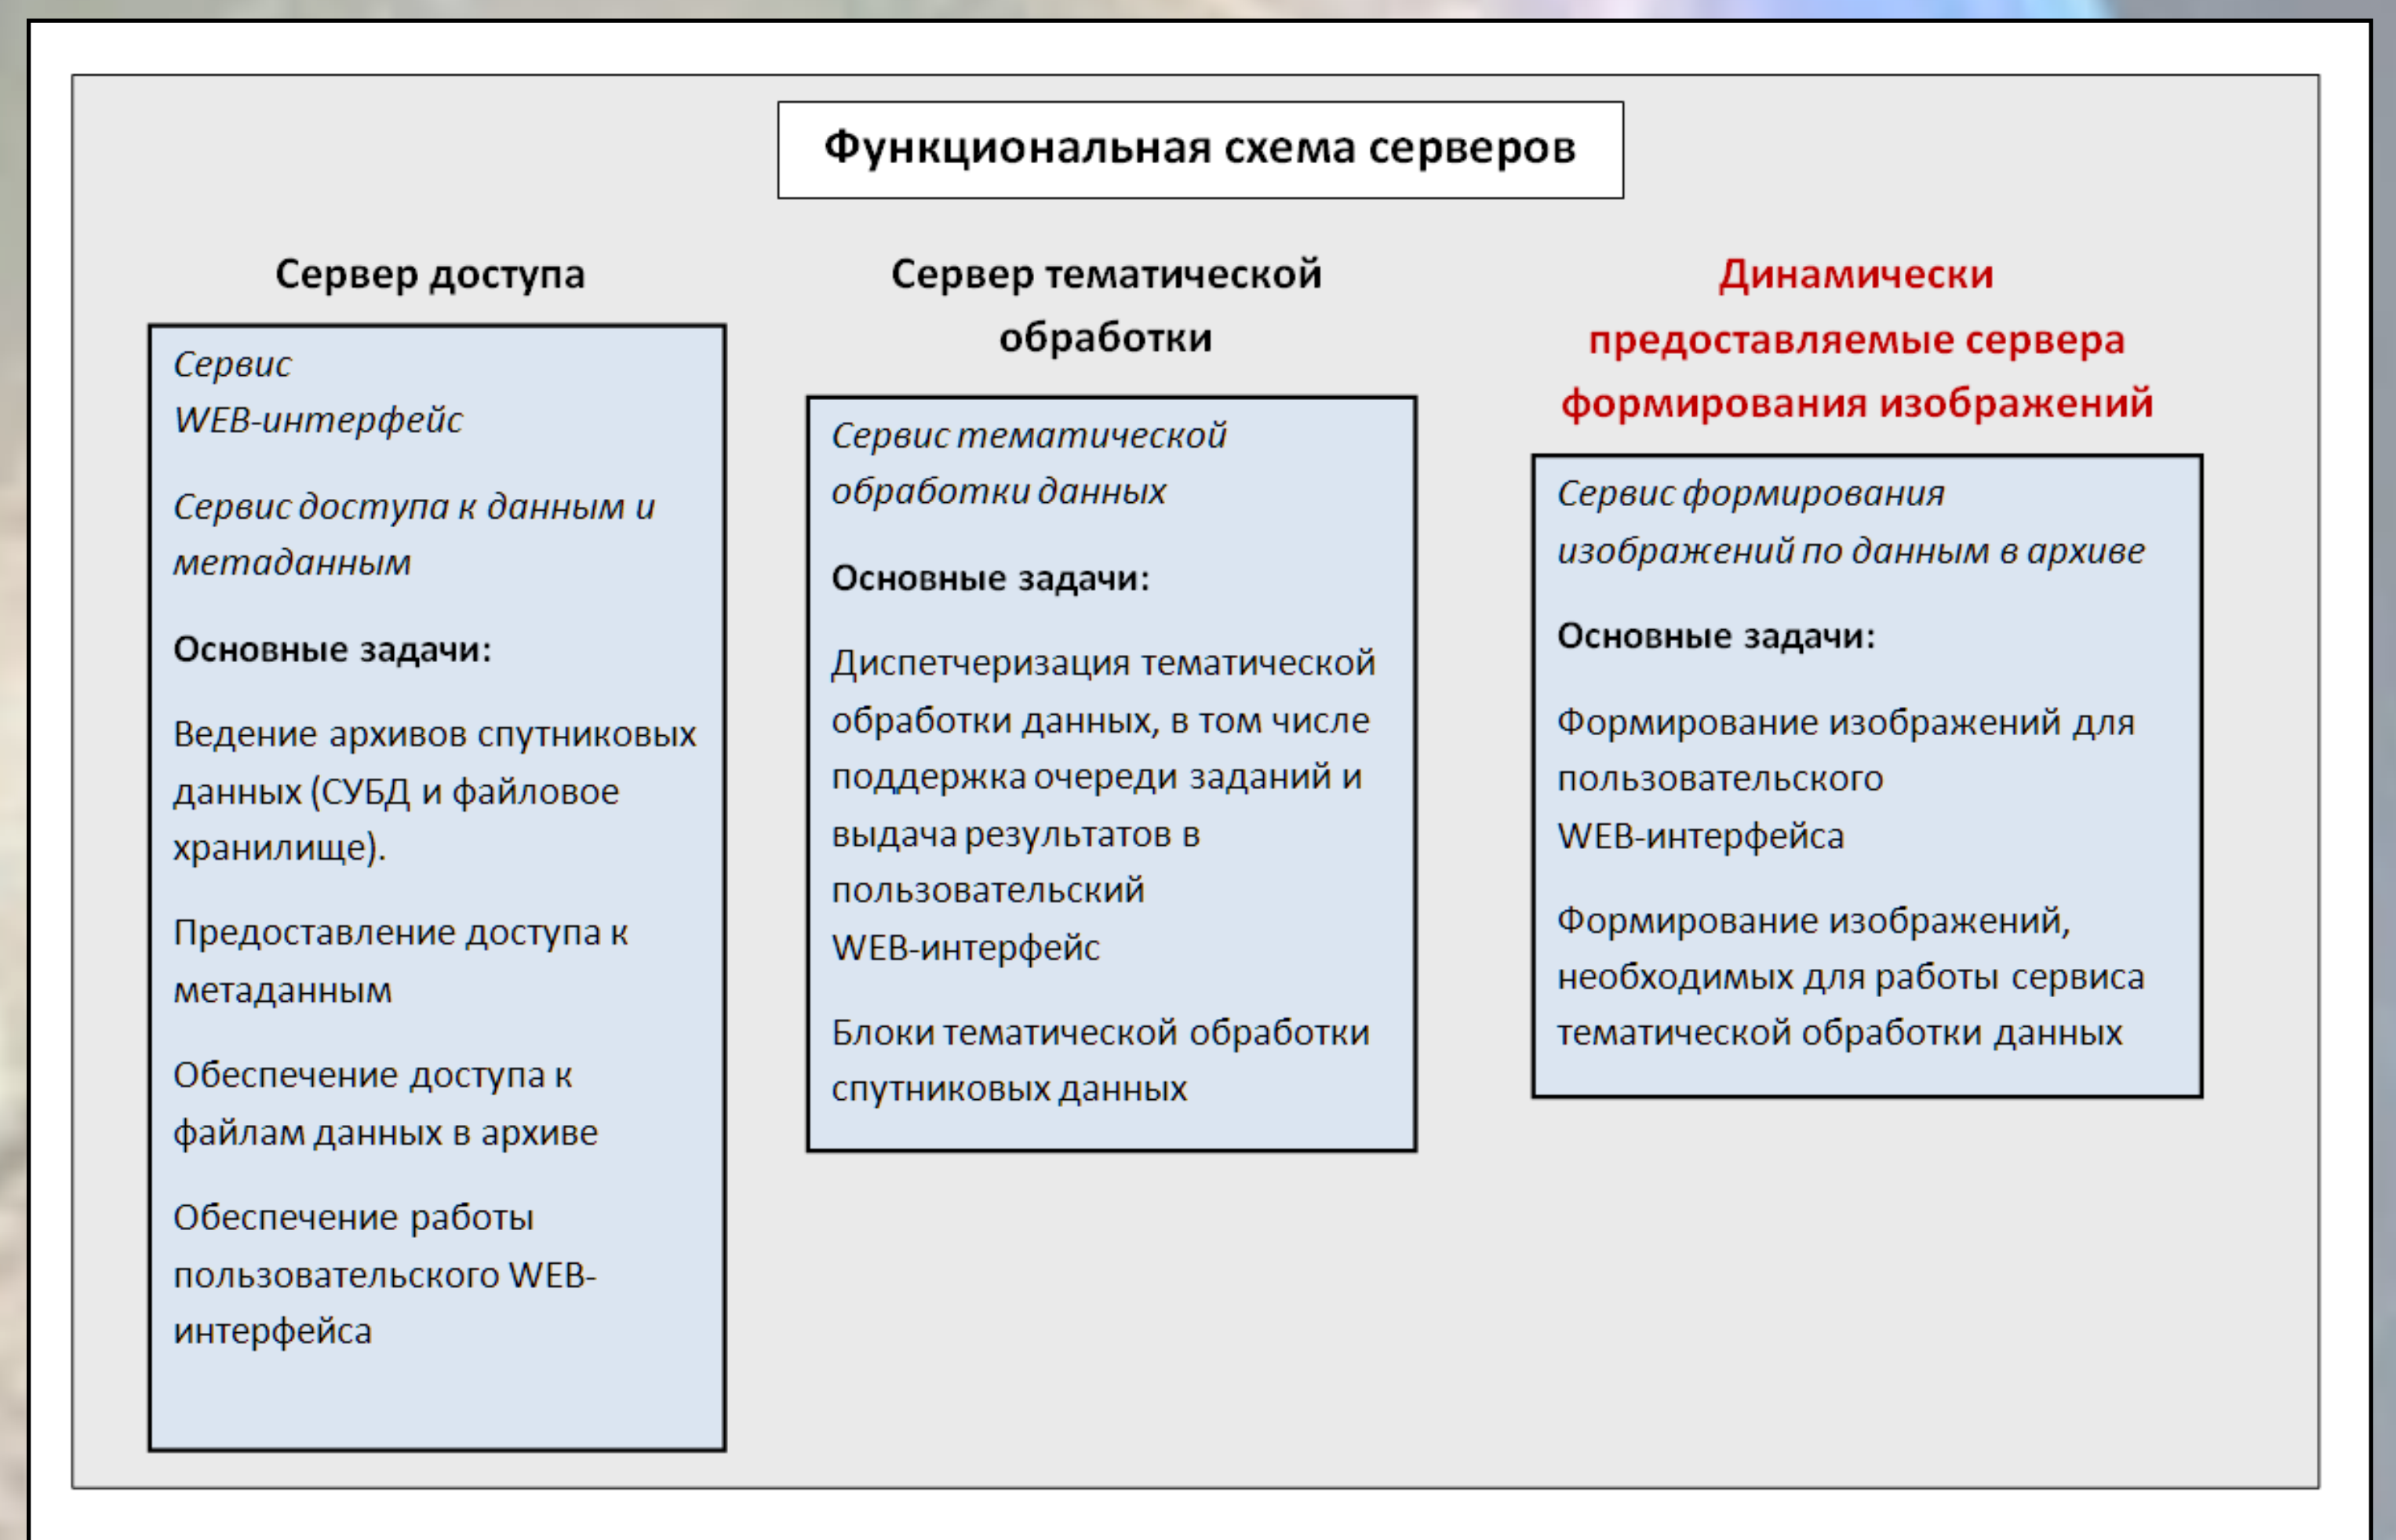 Функциональная схема серверов
Сервер доступа
Сервис
WEB-интерфейс
Сервис доступа к данным и
метаданным
Основные задачи:
Ведение архивов спутниковых
данных (СУБД и файловое
хранилище).
Предоставление доступа к
метаданным
Обеспечение доступа к
файлам данных в архиве
Обеспечение работы
пользовательского WEB-
интерфейса
Сервер тематической
обработки
Сервис тематической
обработки данных
Основные задачи:
Диспетчеризация тематической
обработки данных, в том числе
поддержка очереди заданий и
выдача результатов в
пользовательский
WEB-интерфейс
Блоки тематической обработки
спутниковых данных
Динамически
предоставляемые сервера
формирования изображений
Сервис формирования
изображений по данным в архиве
Основные задачи:
Формирование изображений для
пользовательского
WEB-интерфейса
Формирование изображений,
необходимых для работы сервиса
тематической обработки данных